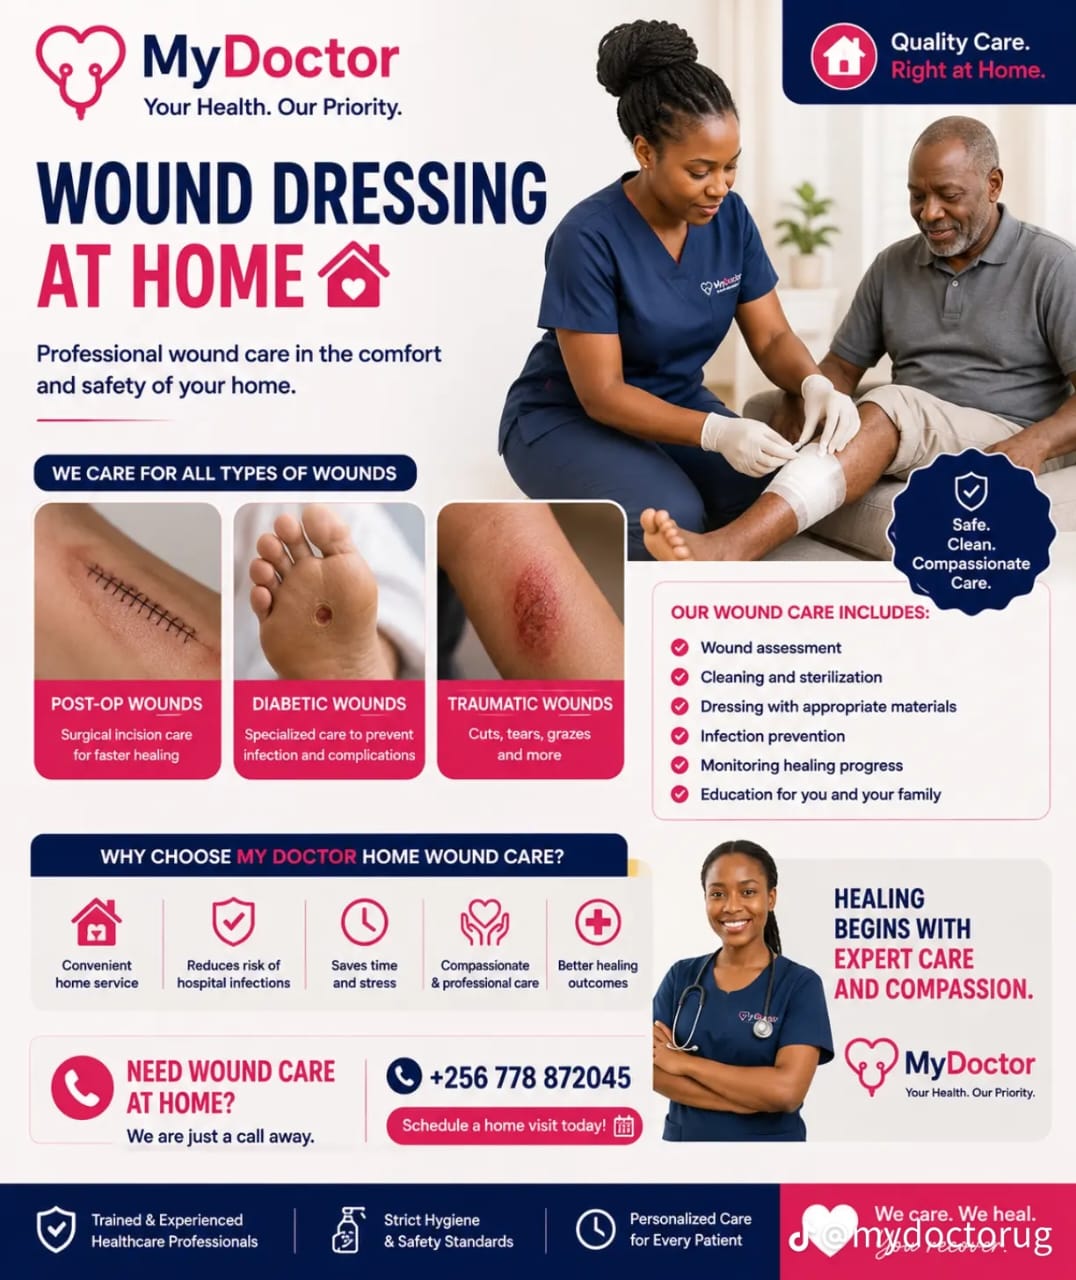 MyDoctor
Your Health. Our Priority.
Quality Care.
Right at Home.
WOUND DRESSING
AT HOME
Professional wound care in the comfort
and safety of your home.
MyDoctor
WE CARE FOR ALL TYPES OF WOUNDS
POST-OP WOUNDS
Surgical incision care
for faster healing
DIABETIC WOUNDS
Specialized care to prevent
infection and complications
TRAUMATIC WOUNDS
Cuts, tears, grazes
and more
Safe.
Clean.
Compassionate
Care.
OUR WOUND CARE INCLUDES:
Wound assessment
Cleaning and sterilization
Dressing with appropriate materials
Infection prevention
Monitoring healing progress
Education for you and your family
WHY CHOOSE MY DOCTOR HOME WOUND CARE?
Convenient
home service
Reduces risk of
hospital infections
Saves time
and stress
Compassionate
& professional care
Better healing
outcomes
HEALING
BEGINS WITH
EXPERT CARE
AND COMPASSION.
MyDoctor
Your Health. Our Priority.
NEED WOUND CARE
AT HOME?
We are just a call away.
+256 778 872045
Schedule a home visit today!
Trained & Experienced
Healthcare Professionals
Strict Hygiene
& Safety Standards
Personalized Care
for Every Patient
We care. We heal.
You recover.
@mydoctorug